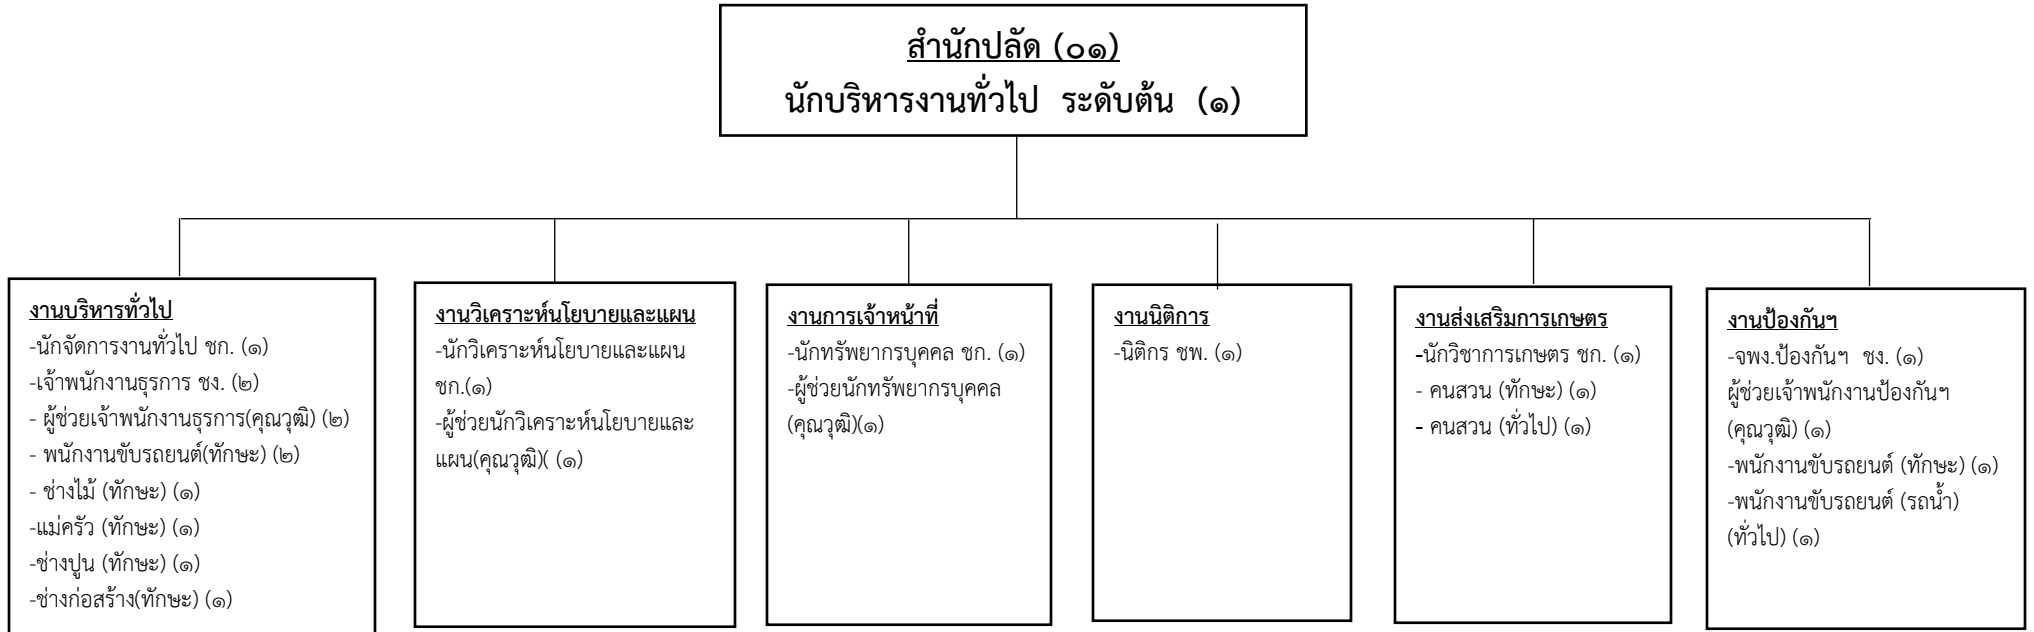 สำนักปลัด (๐๑)
นักบริหารงานทั่วไป ระดับต้น (๑)
งานบริหารทั่วไป
-นักจัดการงานทั่วไป ชก. (๑)
-เจ้าพนักงานธุรการ ชง. (๒)
- ผู้ช่วยเจ้าพนักงานธุรการ(คุณวุฒิ) (๒)
- พนักงานขับรถยนต์(ทักษะ) (๒)
- ช่างไม้ (ทักษะ) (๑)
-แม่ครัว (ทักษะ) (๑)
-ช่างปูน (ทักษะ) (๑)
-ช่างก่อสร้าง(ทักษะ) (๑)
งานวิเคราะห์นโยบายและแผน
-นักวิเคราะห์นโยบายและแผน
ชก.(๑)
-ผู้ช่วยนักวิเคราะห์นโยบายและ
แผน(คุณวุฒิ)( (๑)
งานการเจ้าหน้าที่
-นักทรัพยากรบุคคล ชก. (๑)
-ผู้ช่วยนักทรัพยากรบุคคล
(คุณวุฒิ)(๑)
งานนิติการ
-นิติกร ชพ. (๑)
งานส่งเสริมการเกษตร
-นักวิชาการเกษตร ชก. (๑)
- คนสวน (ทักษะ) (๑)
- คนสวน (ทั่วไป) (๑)
งานป้องกันฯ
-จพง.ป้องกันฯ ชง. (๑)
ผู้ช่วยเจ้าพนักงานป้องกันฯ
(คุณวุฒิ) (๑)
-พนักงานขับรถยนต์ (ทักษะ) (๑)
-พนักงานขับรถยนต์ (รถน้ำ)
(ทั่วไป) (๑)